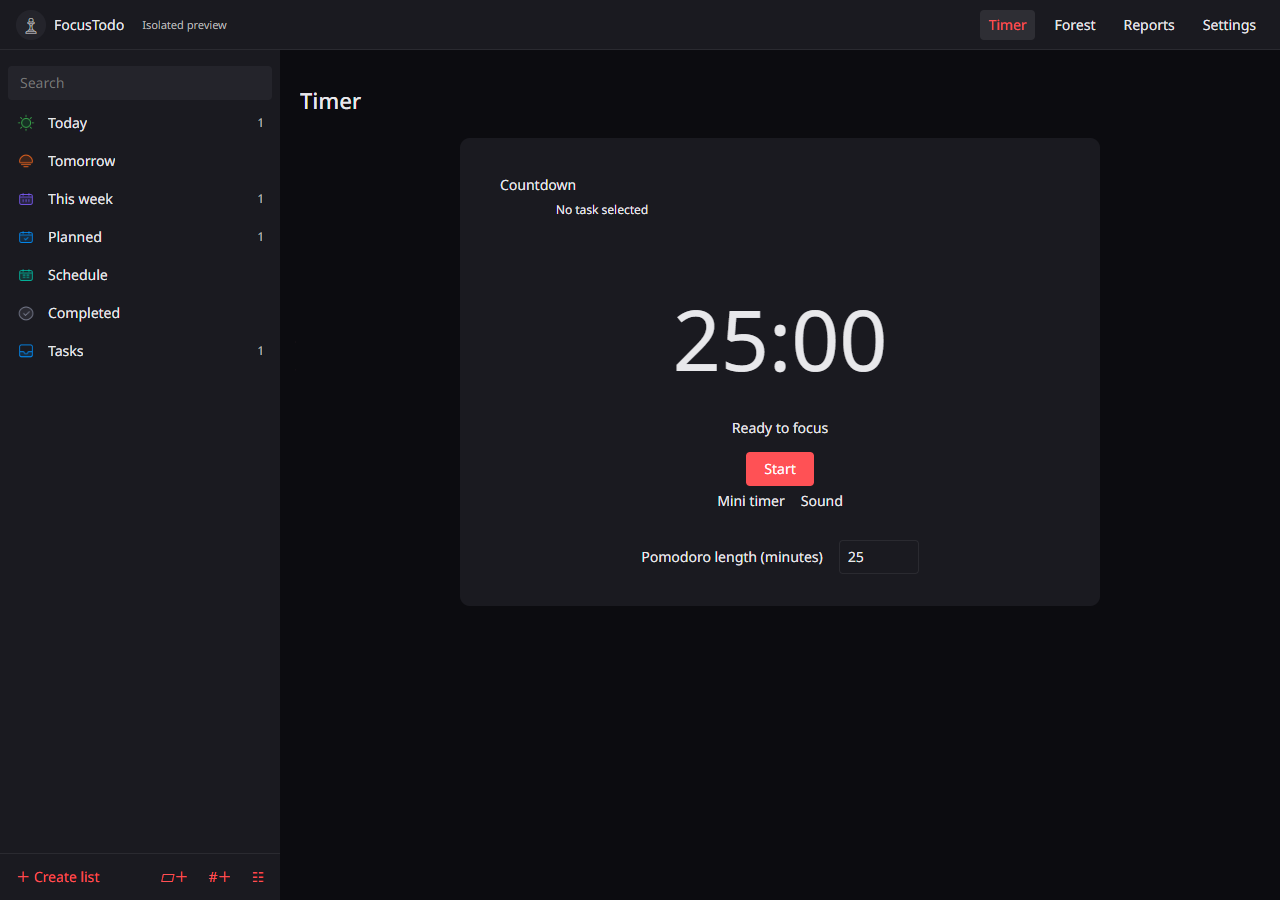 FocusTodo Isolated preview Timer Forest Reports Settings
Search
Today 1
Tomorrow
This week 1
Planned 1
Schedule
Completed
Tasks 1
+ Create list
#+
Timer
Countdown
No task selected
25:00
Ready to focus
Start
Mini timer Sound
Pomodoro length (minutes) 25